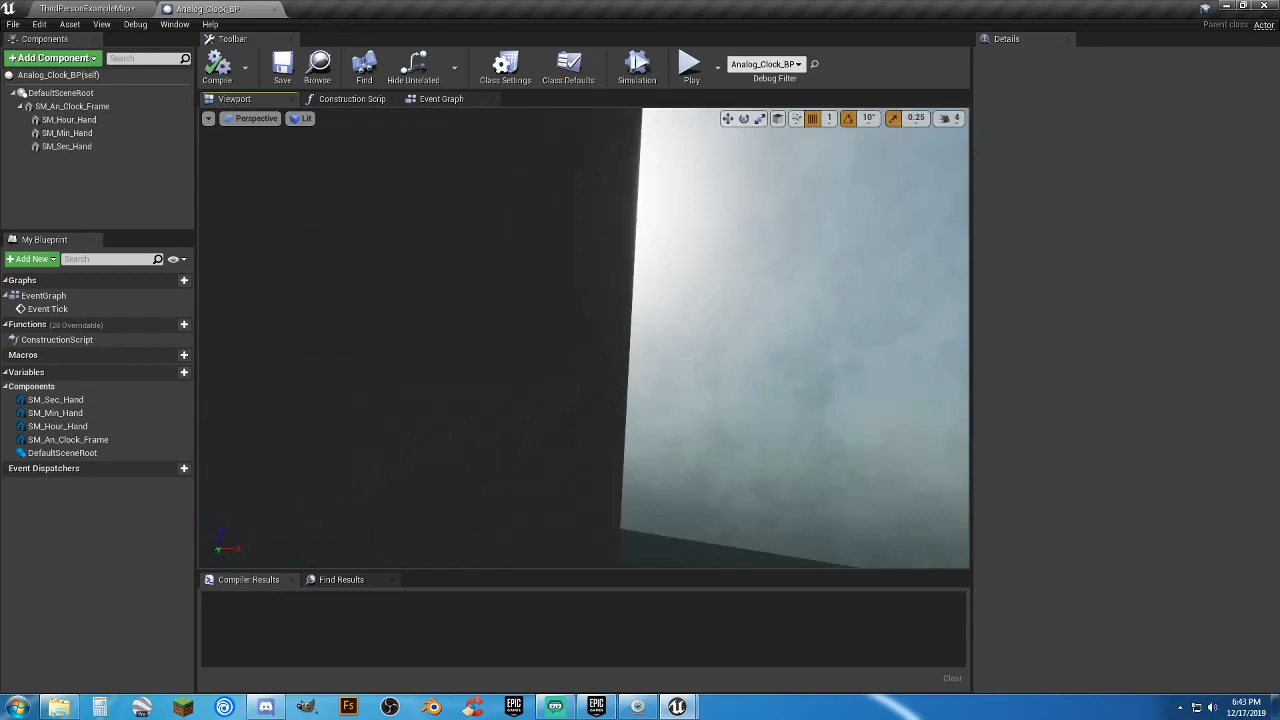 ThirdPersonExampleMap*
Analog_Clock_BP
File Edit Asset View Debug Window Help
Parent class: Actor
Components
Toolbar
Details
+Add Component
Search
Analog_Clock_BP(self)
DefaultSceneRoot
SM_An_Clock_Frame
SM_Hour_Hand
SM_Min_Hand
SM_Sec_Hand
Compile
Save
Browse
Find
Hide Unrelated
Class Settings
Class Defaults
Simulation
Play
Analog_Clock_BP
Debug Filter
Viewport
Construction Scrip
Event Graph
Perspective
Lit
1
10°
0.25
4
My Blueprint
+Add New
Search
Graphs
EventGraph
Event Tick
Functions (20 Overridable)
ConstructionScript
Macros
Variables
Components
SM_Sec_Hand
SM_Min_Hand
SM_Hour_Hand
SM_An_Clock_Frame
DefaultSceneRoot
Event Dispatchers
Compiler Results
Find Results
Clear
6:43 PM
12/17/2019